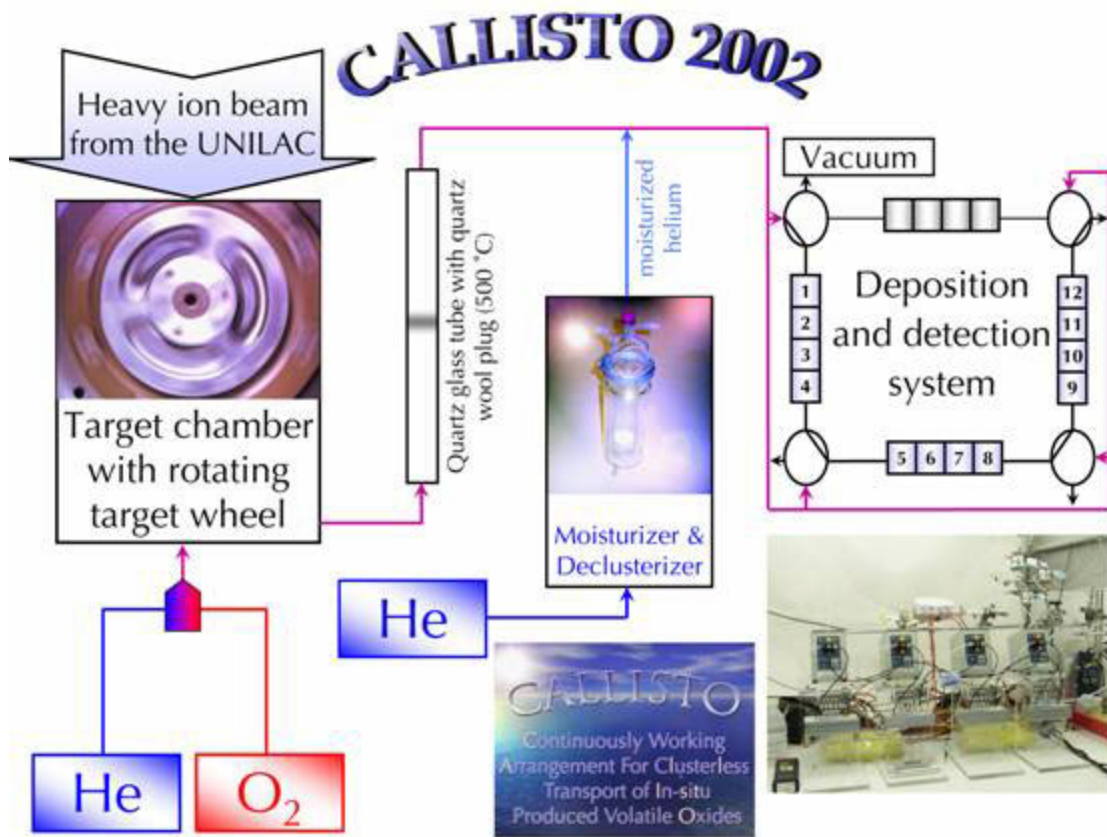 CALLISTO 2002
Heavy ion beam
from the UNILAC
Target chamber
with rotating
target wheel
He
O2
Quartz glass tube with quartz
wool plug (500 °C)
moisturized
helium
Moisturizer &
Declusterizer
He
Vacuum
Deposition
and detection
system
1
2
3
4
5 6 7 8
12
11
10
9
CALLISTO
Continuously Working
Arrangement For Clusterless
Transport of In-situ
Produced Volatile Oxides